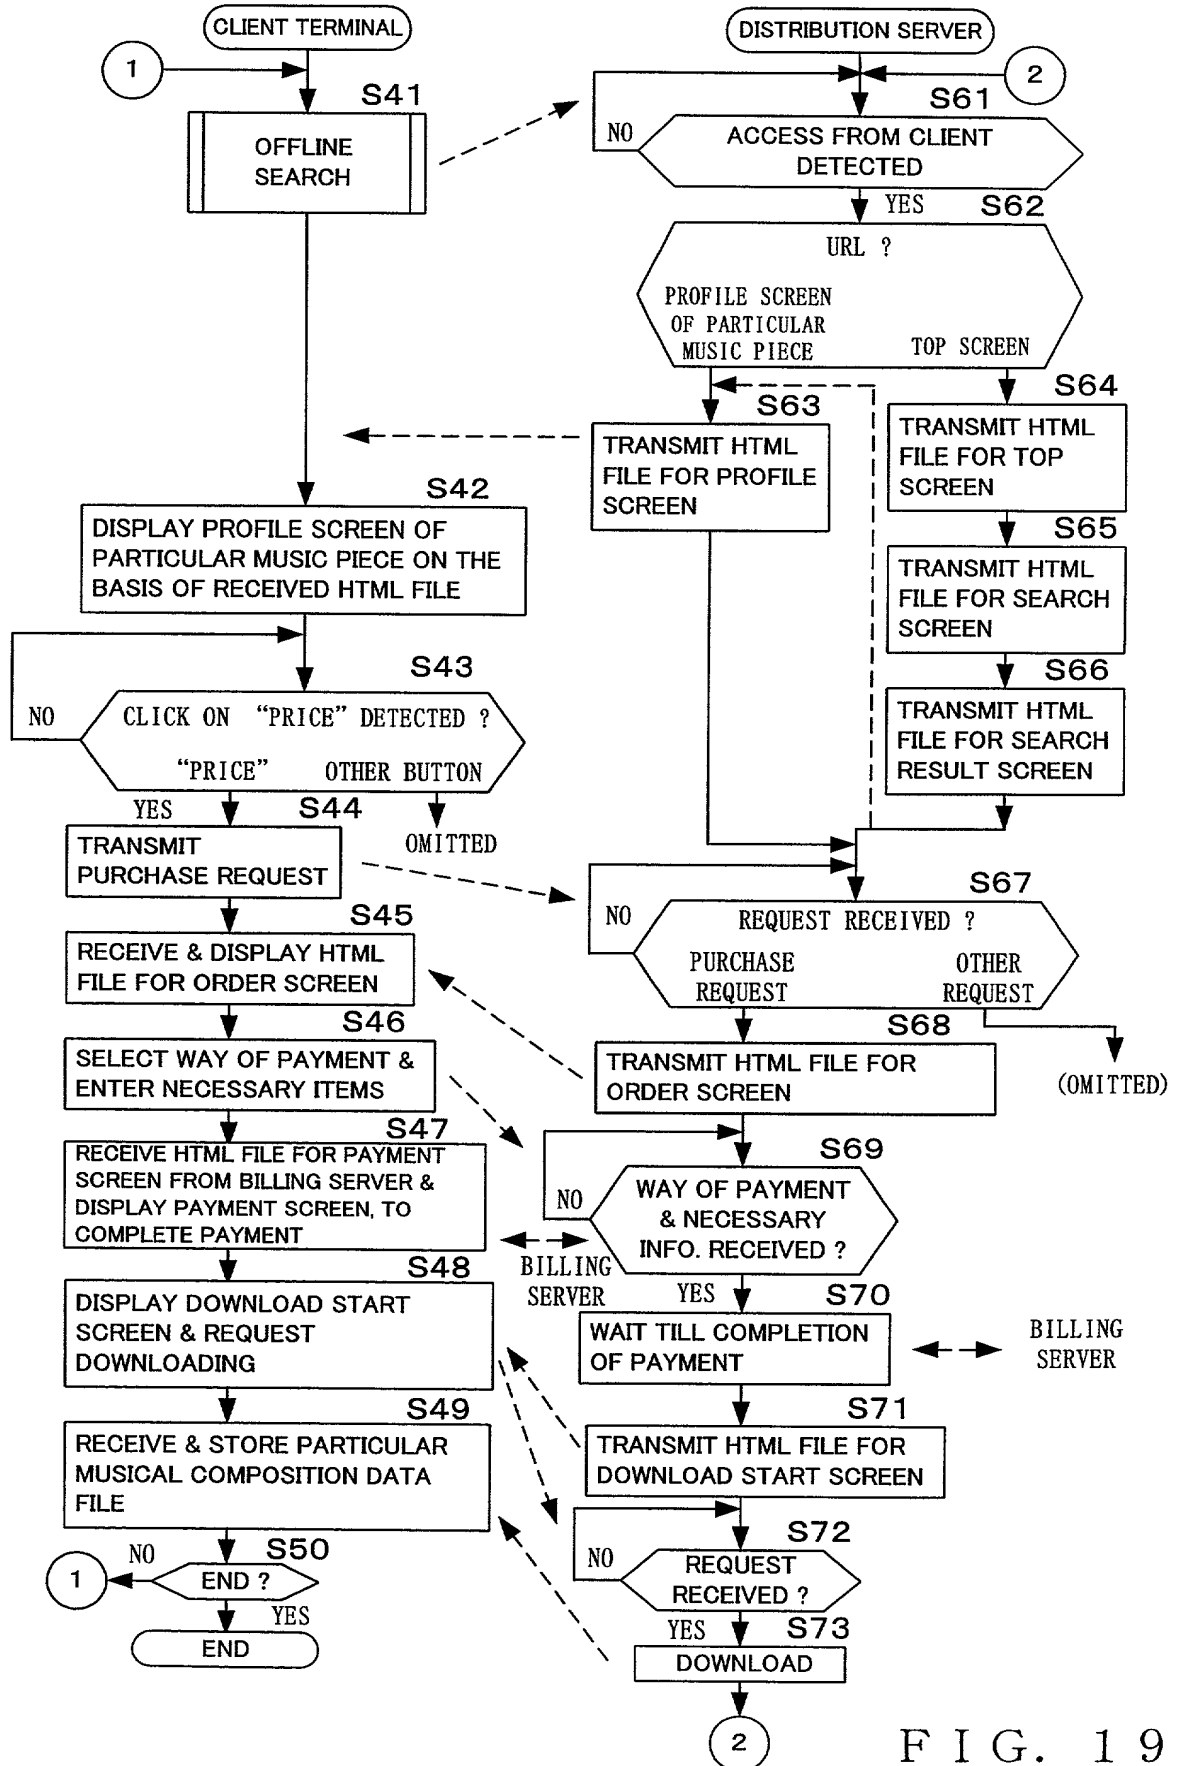 CLIENT TERMINAL
1
S41
OFFLINE
SEARCH
S42
DISPLAY PROFILE SCREEN OF
PARTICULAR MUSIC PIECE ON THE
BASIS OF RECEIVED HTML FILE
S43
NO
CLICK ON “PRICE” DETECTED ?
“PRICE”
OTHER BUTTON
YES
S44
OMITTED
TRANSMIT
PURCHASE REQUEST
S45
RECEIVE & DISPLAY HTML
FILE FOR ORDER SCREEN
S46
SELECT WAY OF PAYMENT &
ENTER NECESSARY ITEMS
S47
RECEIVE HTML FILE FOR PAYMENT
SCREEN FROM BILLING SERVER &
DISPLAY PAYMENT SCREEN, TO
COMPLETE PAYMENT
BILLING
SERVER
S48
DISPLAY DOWNLOAD START
SCREEN & REQUEST
DOWNLOADING
S49
RECEIVE & STORE PARTICULAR
MUSICAL COMPOSITION DATA
FILE
S50
NO
1
END ?
YES
END
DISTRIBUTION SERVER
2
S61
NO
ACCESS FROM CLIENT
DETECTED
YES
S62
URL ?
PROFILE SCREEN
OF PARTICULAR
MUSIC PIECE
TOP SCREEN
S63
TRANSMIT HTML
FILE FOR PROFILE
SCREEN
S64
TRANSMIT HTML
FILE FOR TOP
SCREEN
S65
TRANSMIT HTML
FILE FOR SEARCH
SCREEN
S66
TRANSMIT HTML
FILE FOR SEARCH
RESULT SCREEN
S67
NO
REQUEST RECEIVED ?
PURCHASE
REQUEST
OTHER
REQUEST
(OMITTED)
S68
TRANSMIT HTML FILE FOR
ORDER SCREEN
S69
NO
WAY OF PAYMENT
& NECESSARY
INFO. RECEIVED ?
YES
S70
WAIT TILL COMPLETION
OF PAYMENT
BILLING
SERVER
S71
TRANSMIT HTML FILE FOR
DOWNLOAD START SCREEN
S72
NO
REQUEST
RECEIVED ?
YES
S73
DOWNLOAD
2
FIG. 19